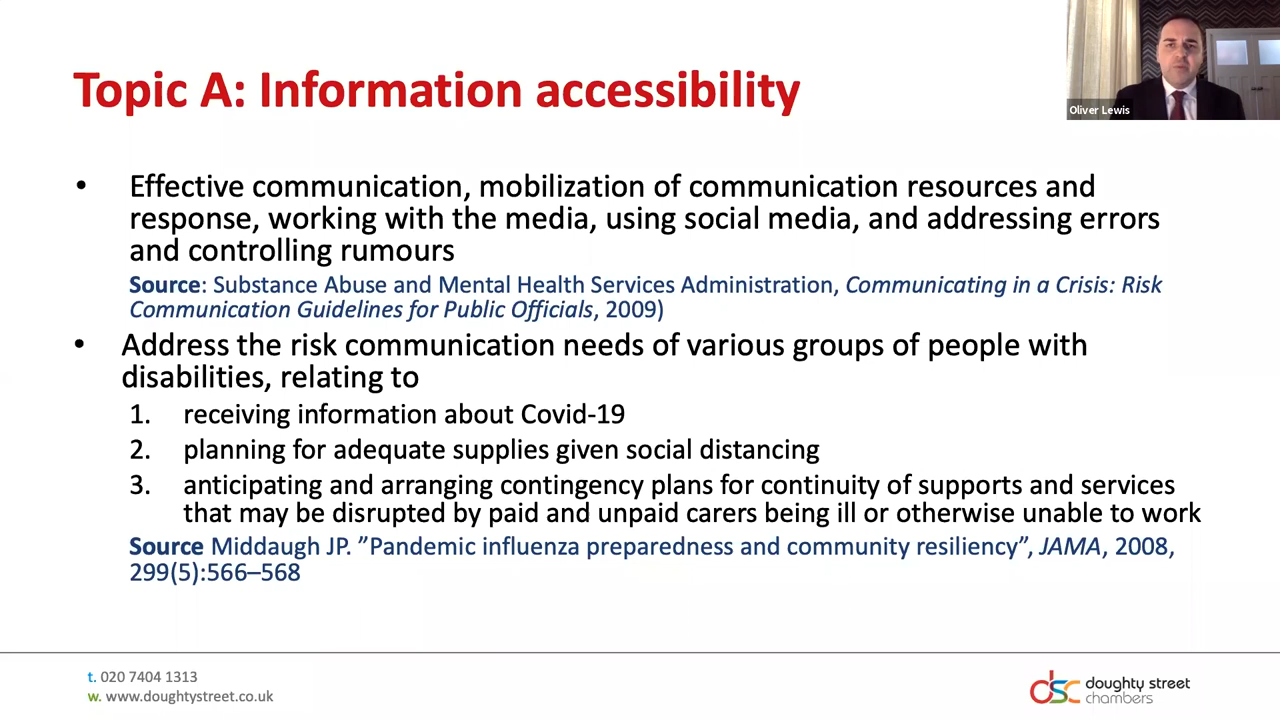 Topic A: Information accessibility
Oliver Lewis
• Effective communication, mobilization of communication resources and
response, working with the media, using social media, and addressing errors
and controlling rumours
Source: Substance Abuse and Mental Health Services Administration, Communicating in a Crisis: Risk
Communication Guidelines for Public Officials, 2009)
• Address the risk communication needs of various groups of people with
disabilities, relating to
1. receiving information about Covid-19
2. planning for adequate supplies given social distancing
3. anticipating and arranging contingency plans for continuity of supports and services
that may be disrupted by paid and unpaid carers being ill or otherwise unable to work
Source Middaugh JP. ”Pandemic influenza preparedness and community resiliency”, JAMA, 2008,
299(5):566–568
t. 020 7404 1313
w. www.doughtystreet.co.uk
dsc doughty street
chambers